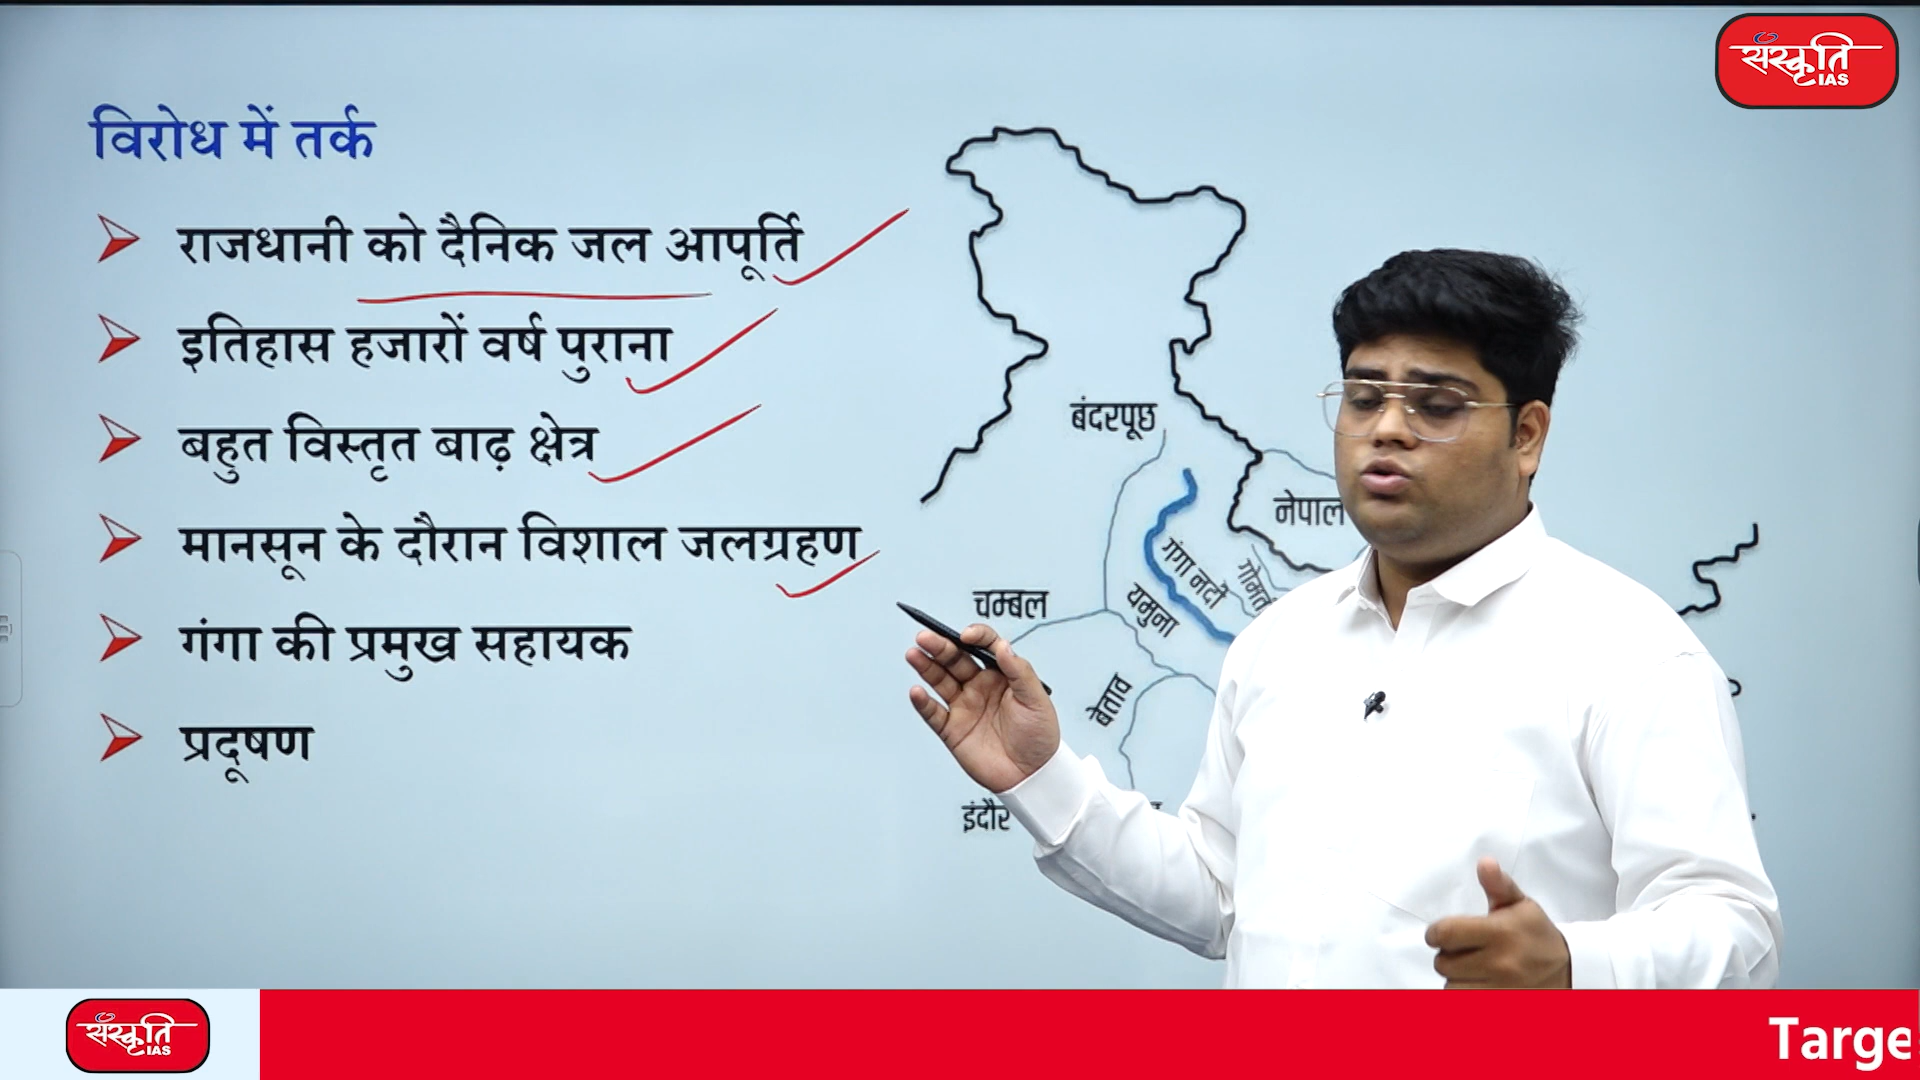 संस्कृति
IAS
विरोध में तर्क
राजधानी को दैनिक जल आपूर्ति
इतिहास हजारों वर्ष पुराना
बहुत विस्तृत बाढ़ क्षेत्र
मानसून के दौरान विशाल जलग्रहण
गंगा की प्रमुख सहायक
प्रदूषण
बंदरपूछ
नेपाल
गंगा नदी
यमुना
चम्बल
बेताव
इंदौर
संस्कृति
IAS
Targe